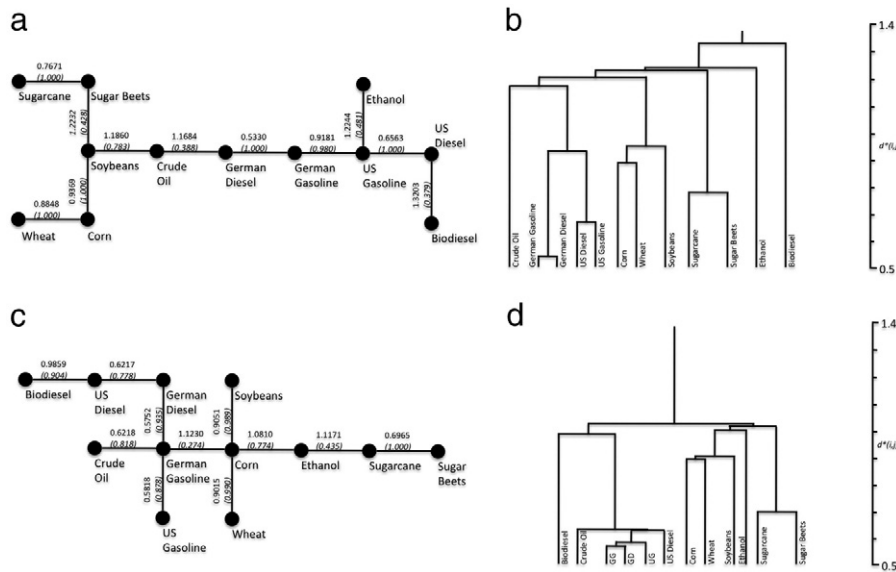 a
0.7671
(1.000)
Sugarcane
Sugar Beets
1.2232
(0.428)
1.1860
(0.783)
Soybeans
1.1684
(0.388)
Crude
Oil
0.5330
(1.000)
German
Diesel
0.9181
(0.980)
German
Gasoline
Ethanol
1.2244
(0.481)
0.6563
(1.000)
US
Gasoline
US
Diesel
1.3203
(0.379)
Biodiesel
0.9369
(1.000)
0.8848
(1.000)
Wheat
Corn
b
1.4
0.5
Crude Oil
German Gasoline
German Diesel
US Diesel
US Gasoline
Corn
Wheat
Soybeans
Sugarcane
Sugar Beets
Ethanol
Biodiesel
c
0.9859
(0.904)
Biodiesel
0.6217
(0.778)
US
Diesel
German
Diesel
0.5752
(0.935)
Soybeans
0.9051
(0.989)
0.6218
(0.818)
Crude
Oil
1.1230
(0.274)
German
Gasoline
1.0810
(0.774)
Corn
1.1171
(0.435)
Ethanol
0.6965
(1.000)
Sugarcane
Sugar
Beets
0.5818
(0.878)
US
Gasoline
0.9015
(0.990)
Wheat
d
1.4
0.5
Biodiesel
Crude Oil
GG
GD
UG
US Diesel
Corn
Wheat
Soybeans
Ethanol
Sugarcane
Sugar Beets